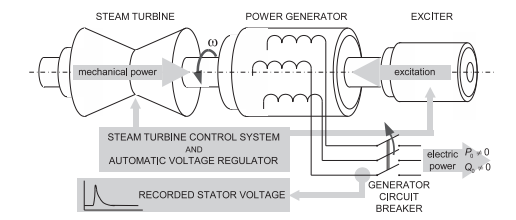 STEAM TURBINE POWER GENERATOR EXCITER
ω
mechanical power
excitation
STEAM TURBINE CONTROL SYSTEM
AND
AUTOMATIC VOLTAGE REGULATOR
electric power
P₀ ≠ 0
Q₀ ≠ 0
RECORDED STATOR VOLTAGE
GENERATOR
CIRCUIT
BREAKER